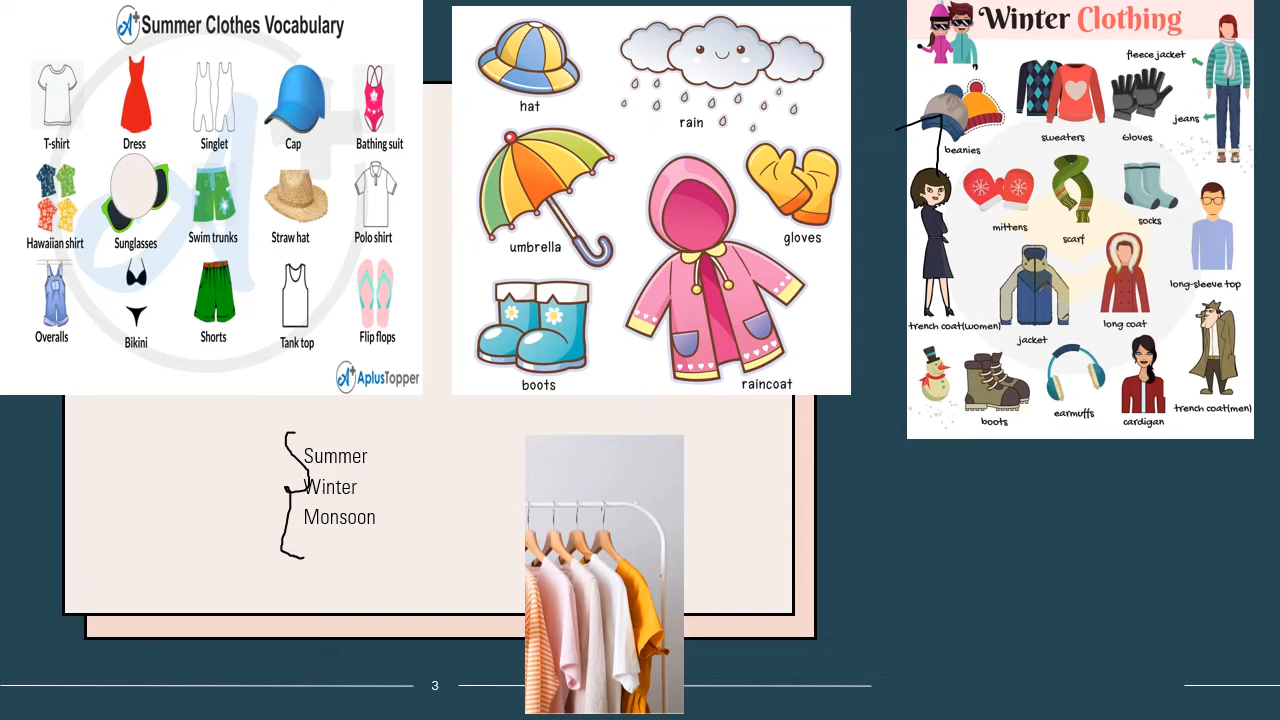 A+ Summer Clothes Vocabulary
T-shirt
Dress
Singlet
Cap
Bathing suit
Hawaiian shirt
Sunglasses
Swim trunks
Straw hat
Polo shirt
Overalls
Bikini
Shorts
Tank top
Flip flops
A+ AplusTopper
hat
rain
umbrella
gloves
boots
raincoat
Winter Clothing
fleece jacket
jeans
beanies
sweaters
Gloves
mittens
scarf
socks
long-sleeve top
trench coat(women)
jacket
long coat
boots
earmuffs
cardigan
trench coat(men)
Summer
Winter
Monsoon
3